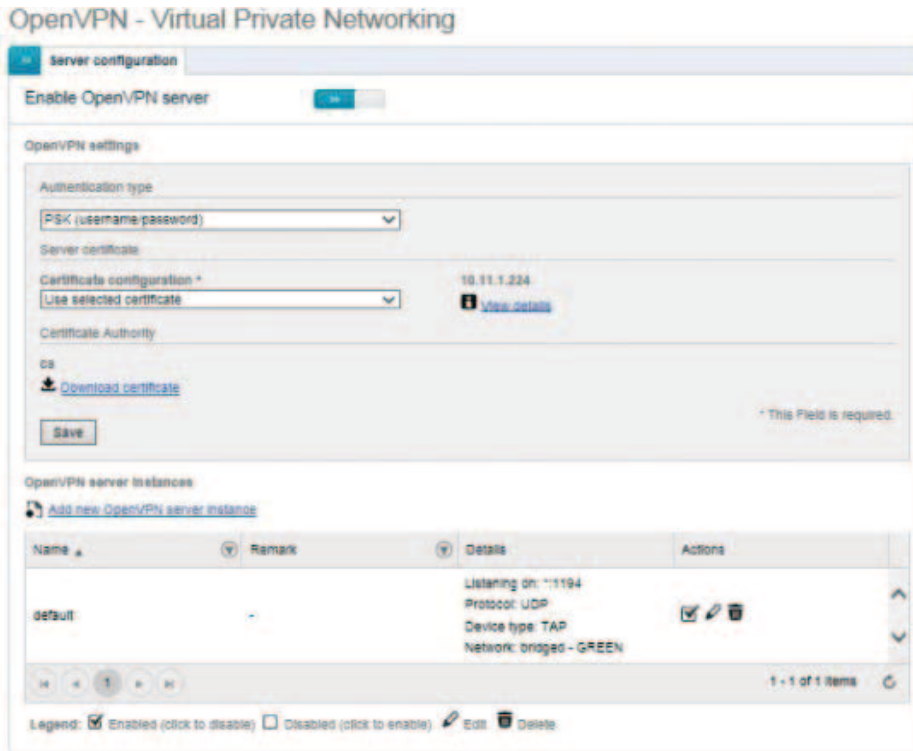 OpenVPN - Virtual Private Networking
Server configuration
Enable OpenVPN server
OpenVPN settings
Authentication type
PSK (username/password)
Server certificate
Certificate configuration *
10.11.1.224
Use selected certificate
View details
Certificate Authority
ca
Download certificate
* This Field is required.
Save
OpenVPN server instances
Add new OpenVPN server instance
Name Remark Details Actions
default - Listening on: *:1194
Protocol: UDP
Device type: TAP
Network: bridged - GREEN
1 1 - 1 of 1 items
Legend: Enabled (click to disable) Disabled (click to enable) Edit Delete